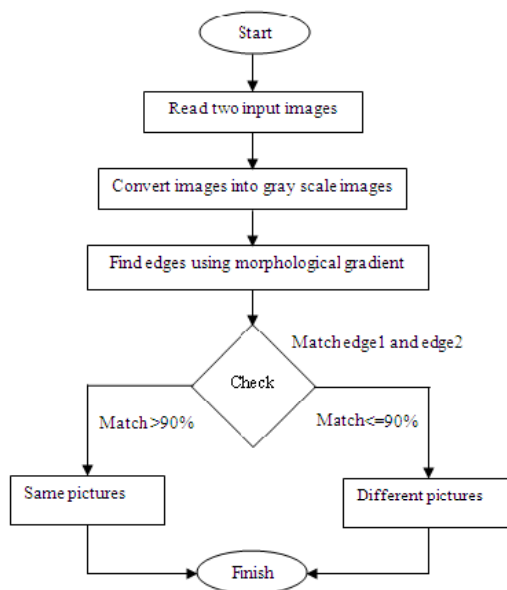 Start
Read two input images
Convert images into gray scale images
Find edges using morphological gradient
Match edge1 and edge2
Check
Match>90%
Match<=90%
Same pictures
Different pictures
Finish